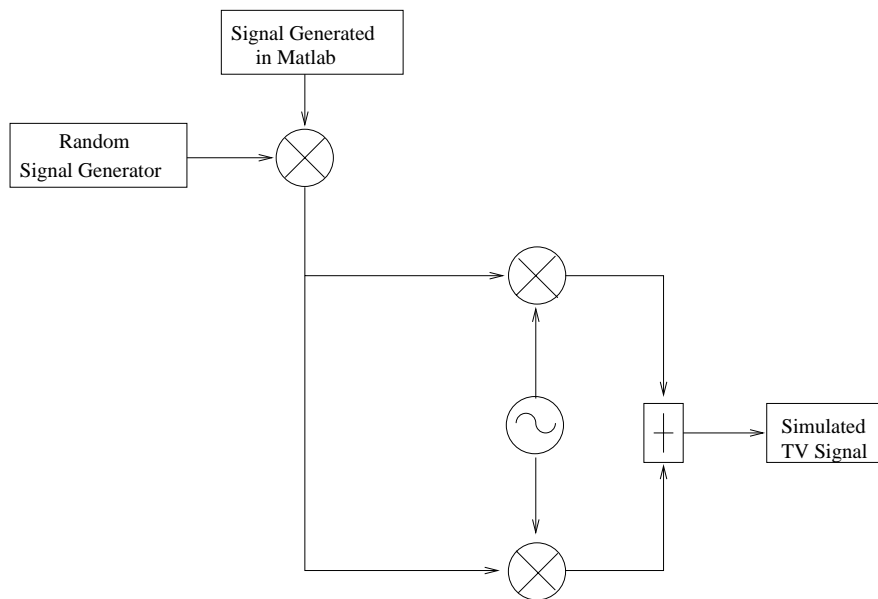 Signal Generated
in Matlab
Random
Signal Generator
Simulated
TV Signal